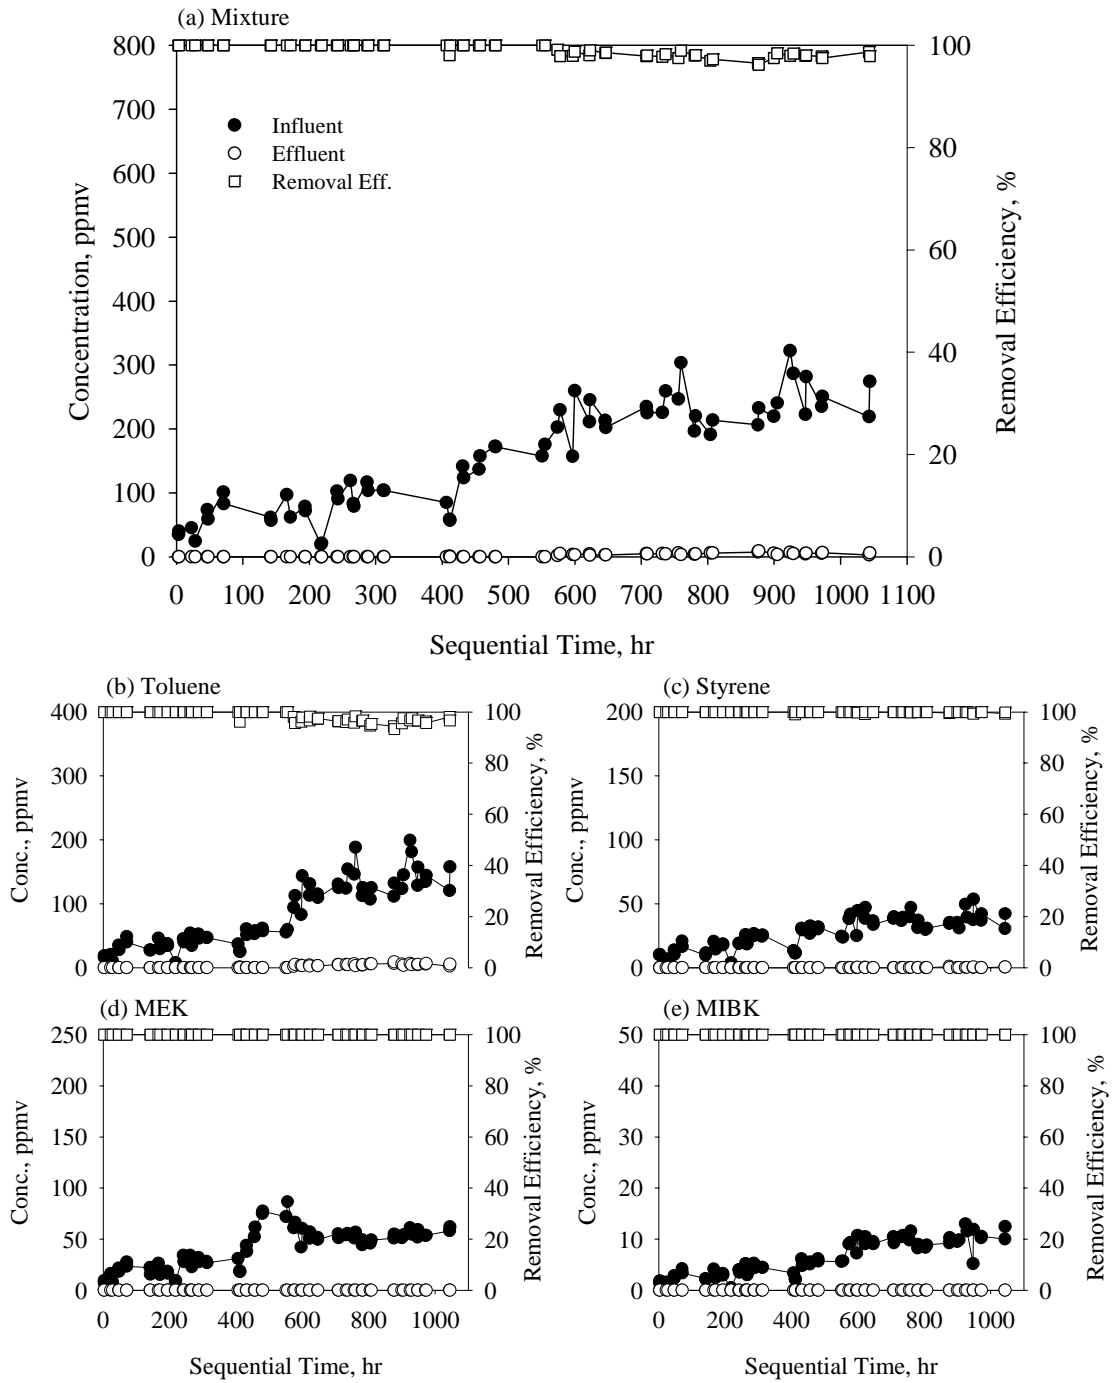 (a) Mixture
800
700
600
500
400
300
200
100
0
Concentration, ppmv
Influent
Effluent
Removal Eff.
100
80
60
40
20
0
Removal Efficiency, %
0 100 200 300 400 500 600 700 800 900 1000 1100
Sequential Time, hr
(b) Toluene
400
300
200
100
0
Conc., ppmv
100
80
60
40
20
0
Removal Efficiency, %
(c) Styrene
200
150
100
50
0
Conc., ppmv
100
80
60
40
20
0
Removal Efficiency, %
(d) MEK
250
200
150
100
50
0
Conc., ppmv
100
80
60
40
20
0
Removal Efficiency, %
0 200 400 600 800 1000
Sequential Time, hr
(e) MIBK
50
40
30
20
10
0
Conc., ppmv
100
80
60
40
20
0
Removal Efficiency, %
0 200 400 600 800 1000
Sequential Time, hr